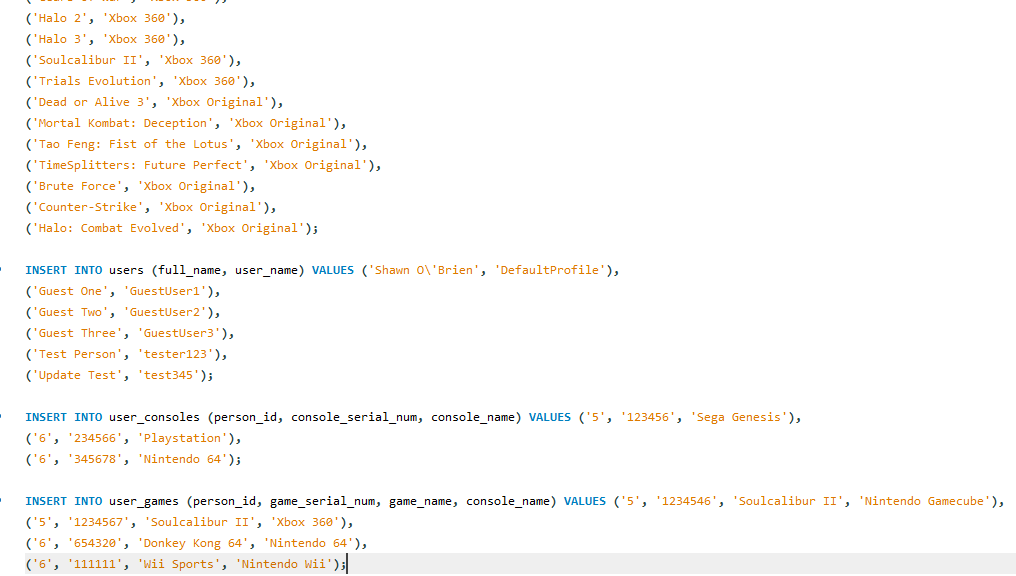 ('Halo 2', 'Xbox 360'),
('Halo 3', 'Xbox 360'),
('Soulcalibur II', 'Xbox 360'),
('Trials Evolution', 'Xbox 360'),
('Dead or Alive 3', 'Xbox Original'),
('Mortal Kombat: Deception', 'Xbox Original'),
('Tao Feng: Fist of the Lotus', 'Xbox Original'),
('TimeSplitters: Future Perfect', 'Xbox Original'),
('Brute Force', 'Xbox Original'),
('Counter-Strike', 'Xbox Original'),
('Halo: Combat Evolved', 'Xbox Original');
INSERT INTO users (full_name, user_name) VALUES ('Shawn O\'Brien', 'DefaultProfile'),
('Guest One', 'GuestUser1'),
('Guest Two', 'GuestUser2'),
('Guest Three', 'GuestUser3'),
('Test Person', 'tester123'),
('Update Test', 'test345');
INSERT INTO user_consoles (person_id, console_serial_num, console_name) VALUES ('5', '123456', 'Sega Genesis'),
('6', '234566', 'Playstation'),
('6', '345678', 'Nintendo 64');
INSERT INTO user_games (person_id, game_serial_num, game_name, console_name) VALUES ('5', '1234546', 'Soulcalibur II', 'Nintendo Gamecube'),
('5', '1234567', 'Soulcalibur II', 'Xbox 360'),
('6', '654320', 'Donkey Kong 64', 'Nintendo 64'),
('6', '111111', 'Wii Sports', 'Nintendo Wii');